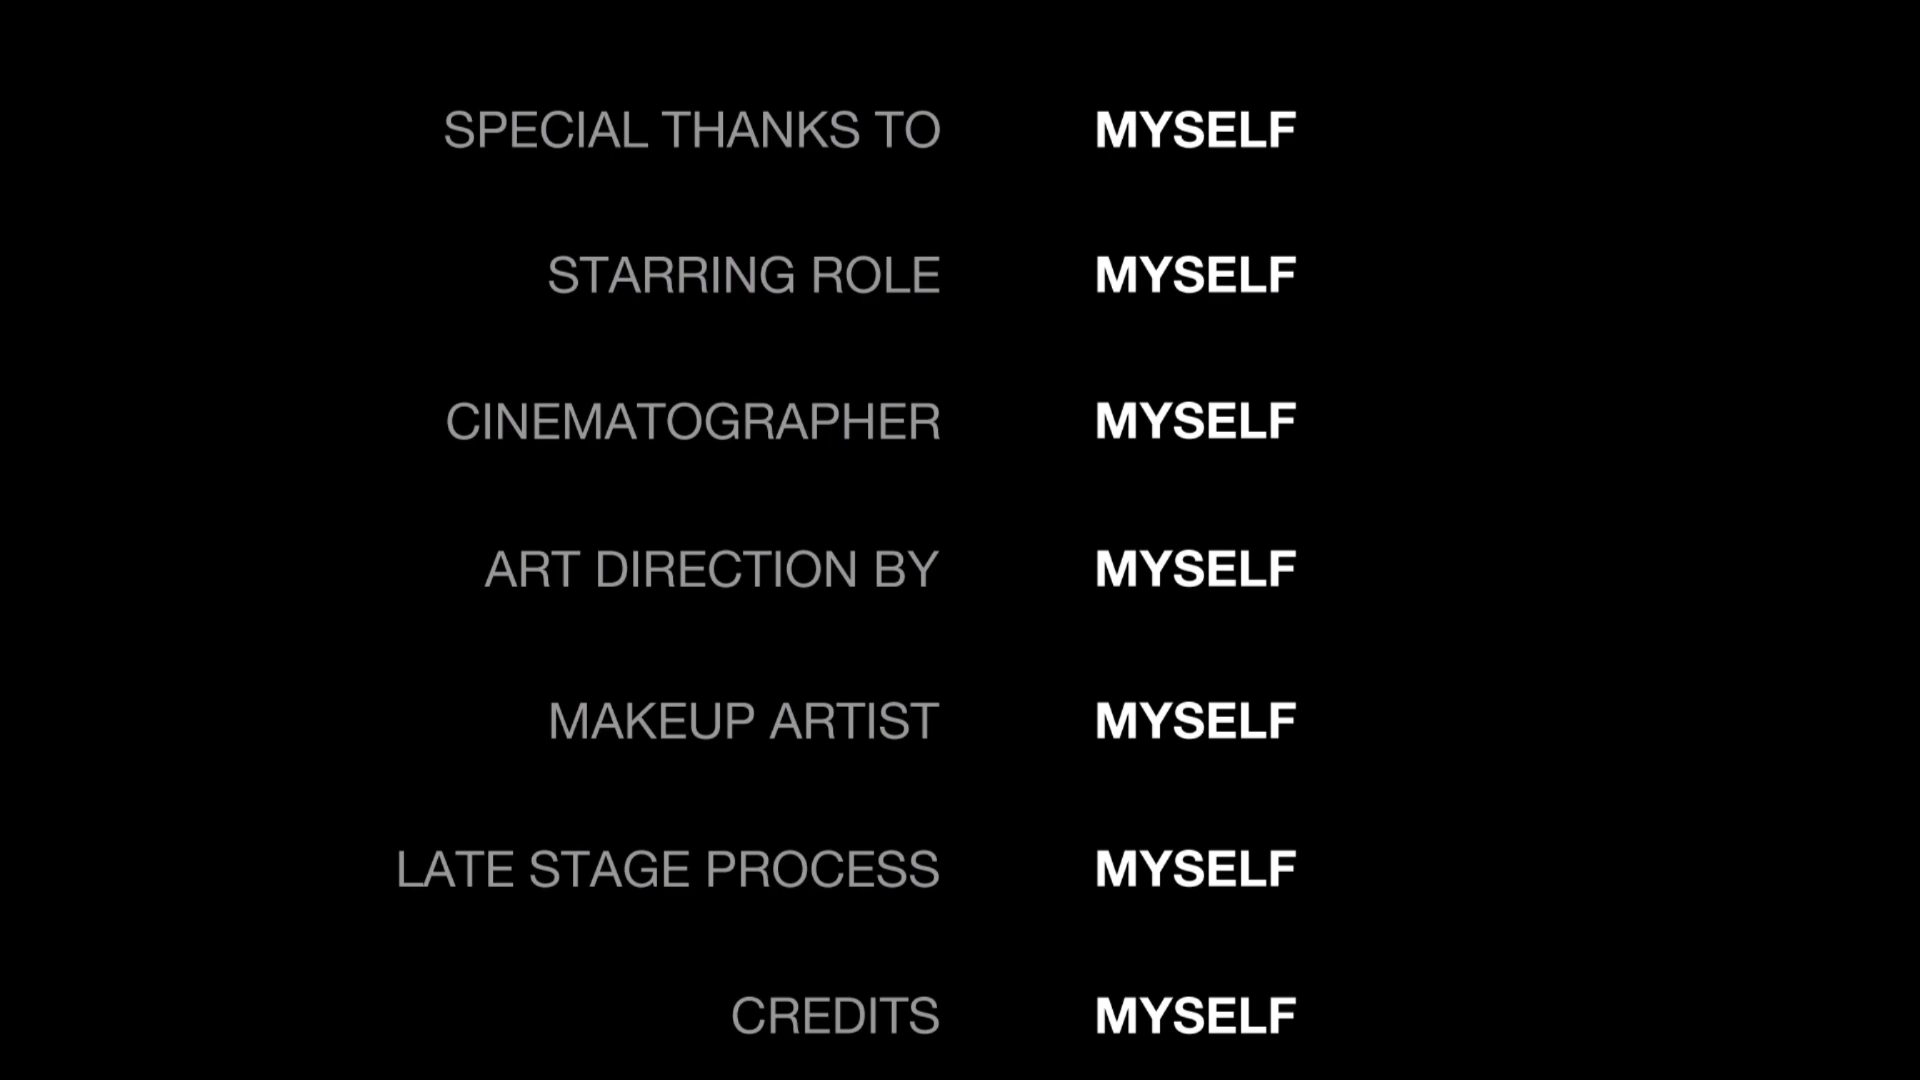 SPECIAL THANKS TO MYSELF
STARRING ROLE MYSELF
CINEMATOGRAPHER MYSELF
ART DIRECTION BY MYSELF
MAKEUP ARTIST MYSELF
LATE STAGE PROCESS MYSELF
CREDITS MYSELF